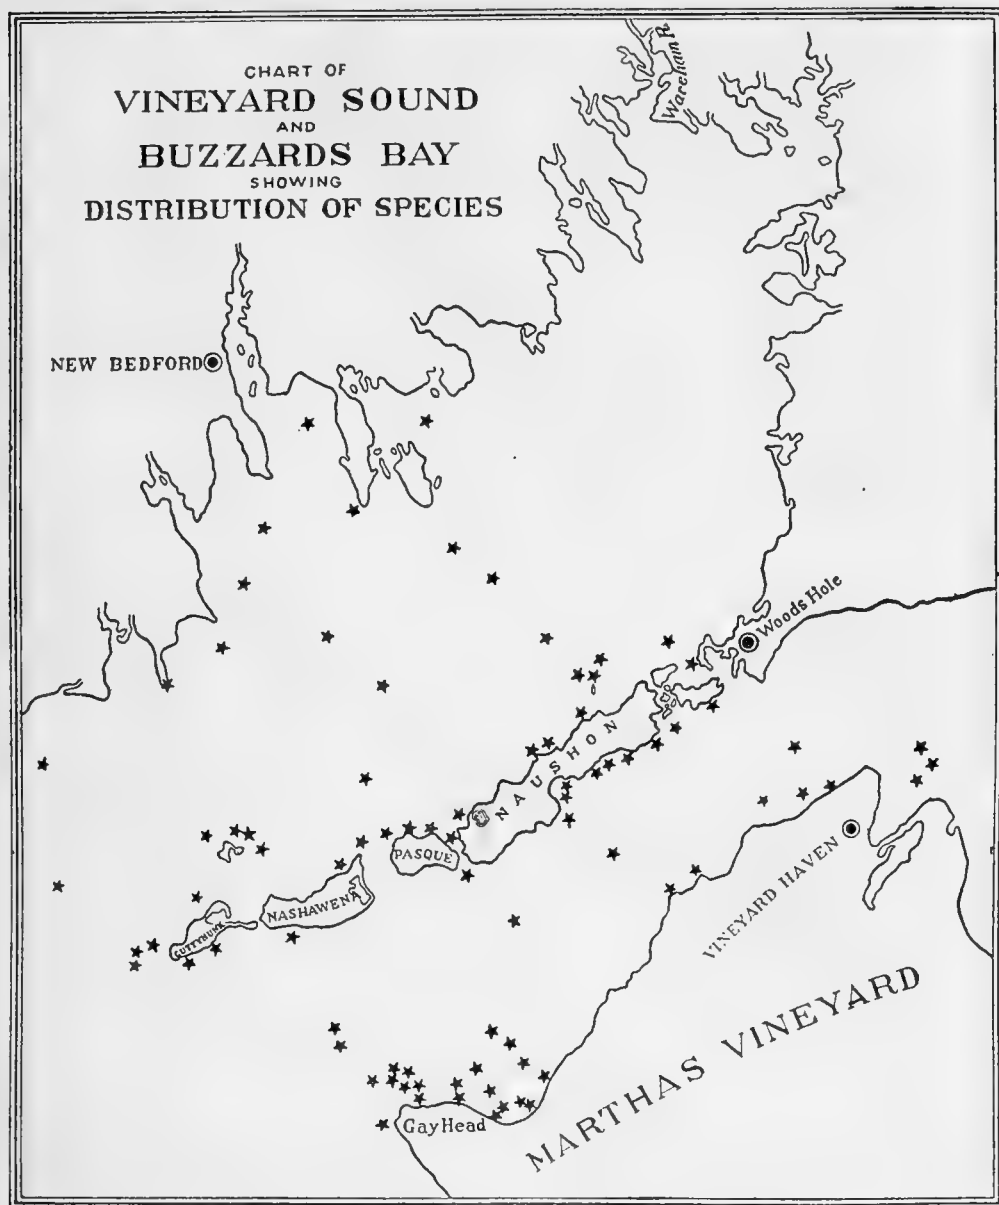 CHART OF
VINEYARD SOUND
AND
BUZZARDS BAY
SHOWING
DISTRIBUTION OF SPECIES
Wareham R.
NEW BEDFORD
Woods Hole
NAUSHON
PASQUE
VINEYARD HAVEN
NASHAWENA
CUTTYHUNK
MARTHAS VINEYARD
Gay Head